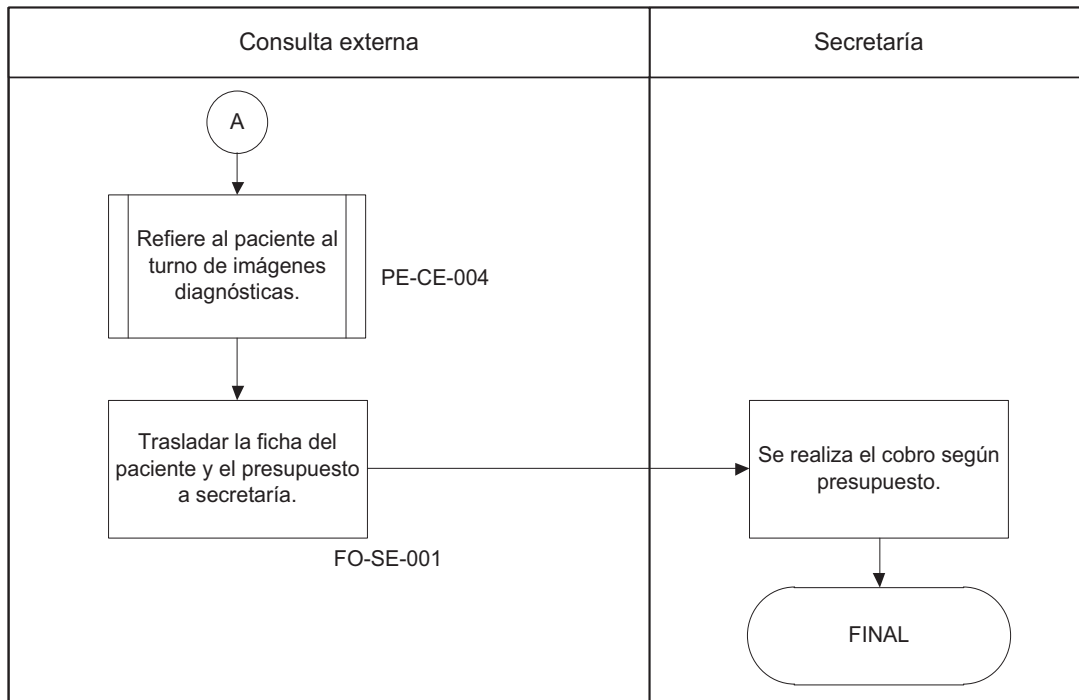 Consulta externa
Secretaría
A
Refiere al paciente al
turno de imágenes
diagnósticas.
PE-CE-004
Trasladar la ficha del
paciente y el presupuesto
a secretaría.
FO-SE-001
Se realiza el cobro según
presupuesto.
FINAL